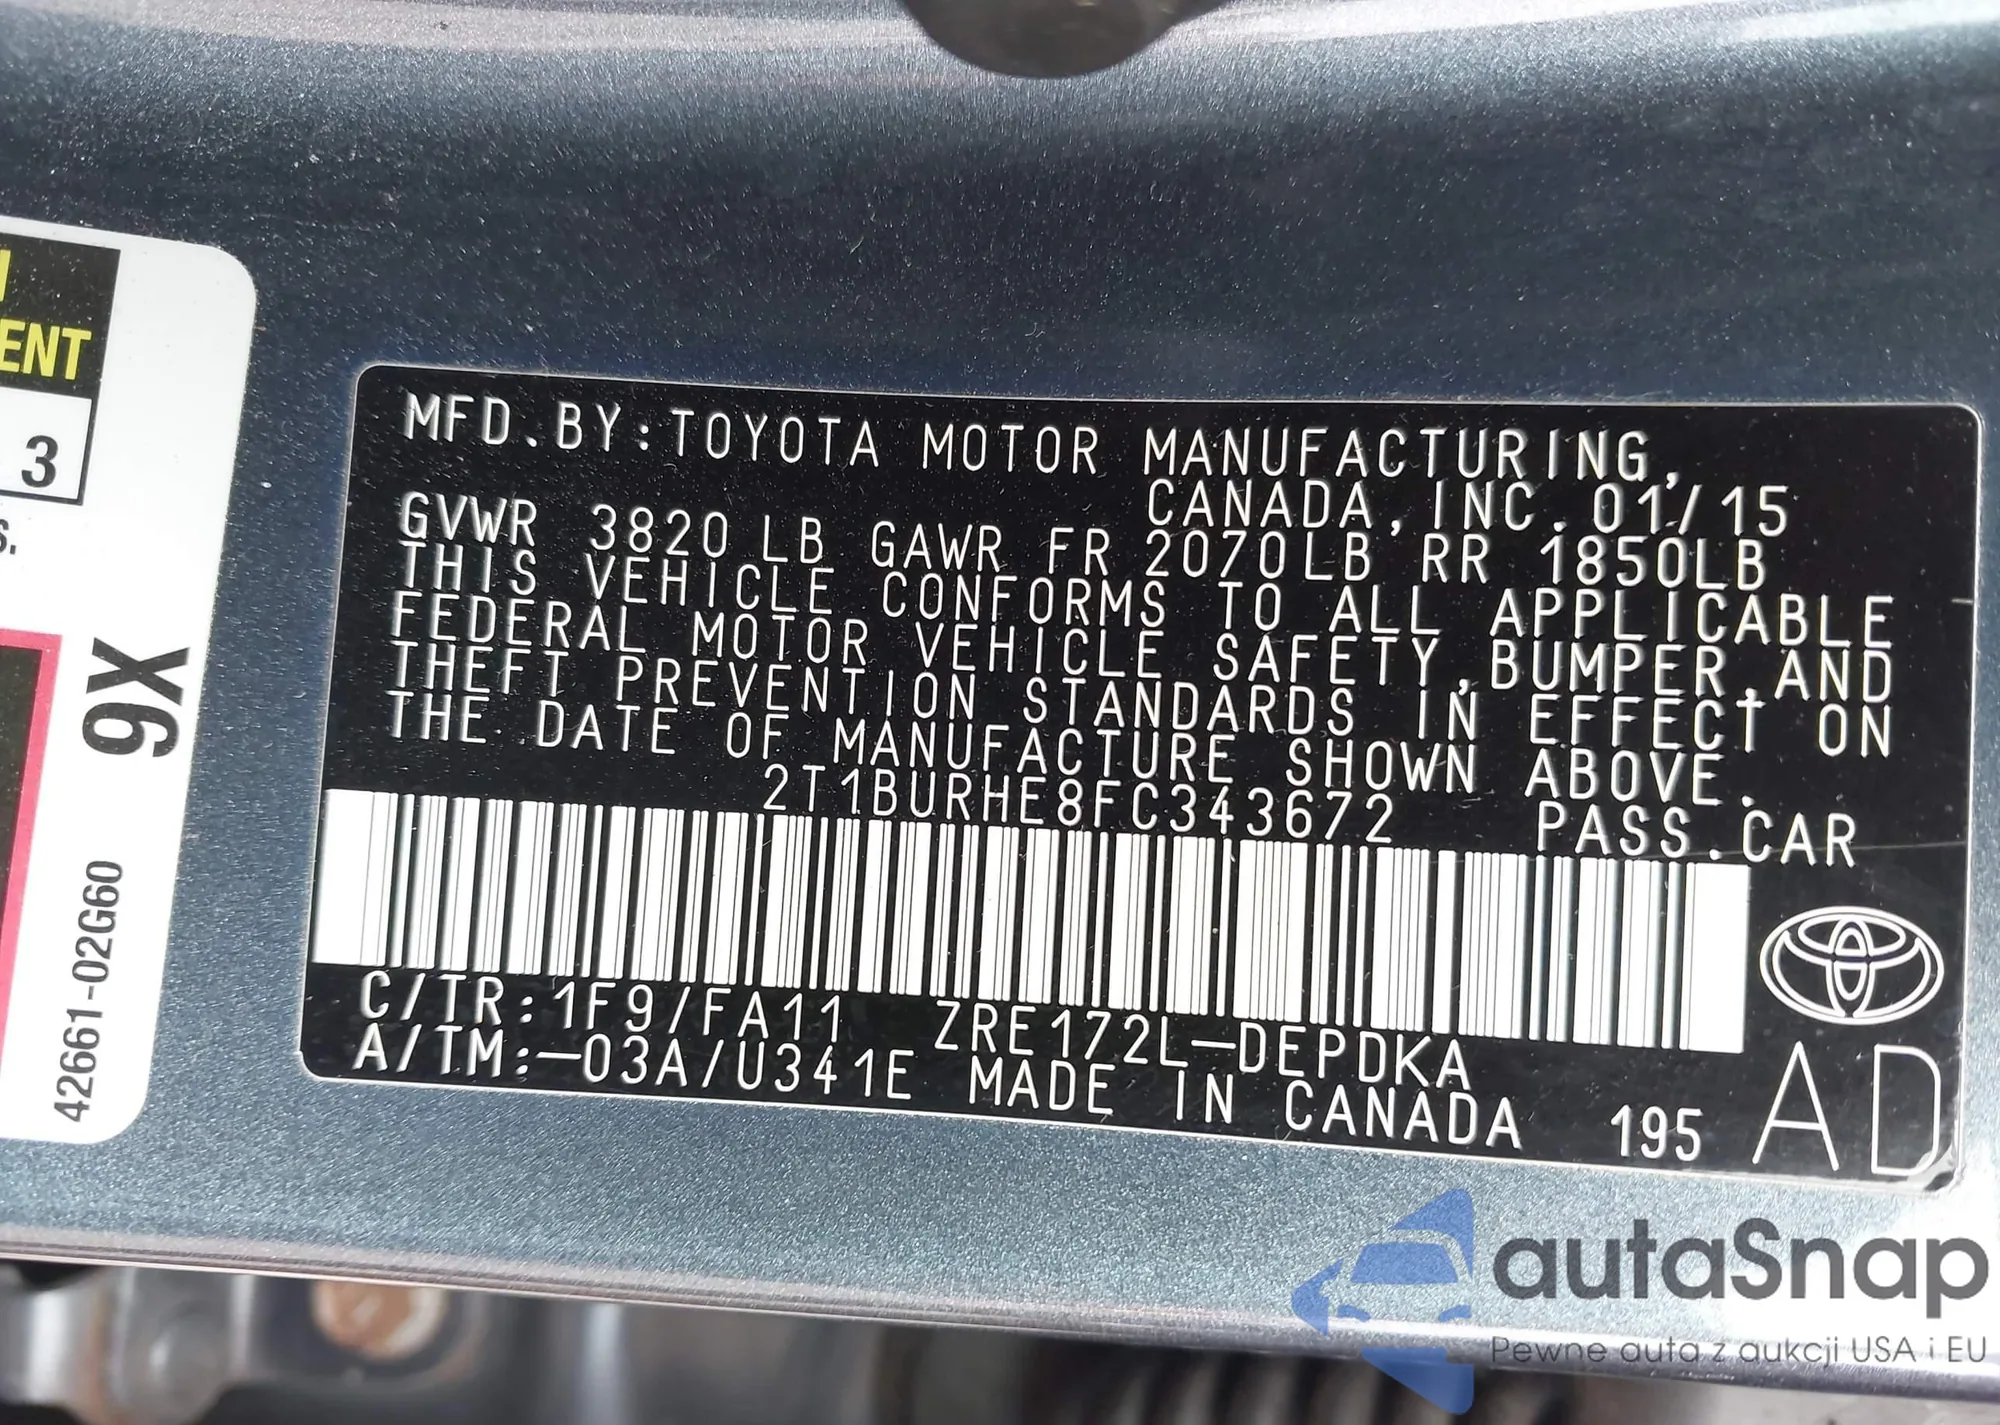 ENT
3
s.
9X
42661-02G60
MFD.BY:TOYOTA MOTOR MANUFACTURING,
CANADA,INC.01/15
GVWR 3820 LB GAWR FR 2070LB RR 1850LB
THIS VEHICLE CONFORMS TO ALL APPLICABLE
FEDERAL MOTOR VEHICLE SAFETY,BUMPER,AND
THEFT PREVENTION STANDARDS IN EFFECT ON
THE DATE OF MANUFACTURE SHOWN ABOVE.
2T1BURHE8FC343672 PASS.CAR
C/TR:1F9/FA11 ZRE172L-DEPDKA
A/TM:-03A/U341E MADE IN CANADA 195 AD
autaSnap
Pewne auta z aukcji USA i EU